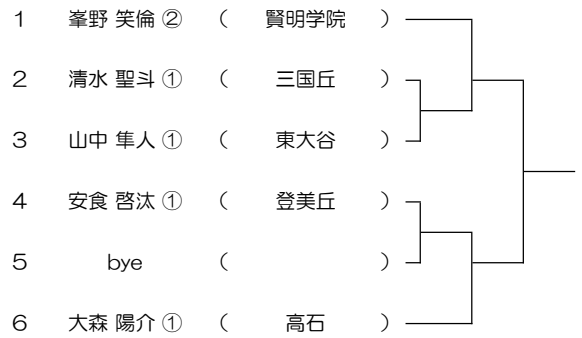 1 峯野 笑倫 ② ( 賢明学院 )
2 清水 聖斗 ① ( 三国丘 )
3 山中 隼人 ① ( 東大谷 )
4 安食 啓汰 ① ( 登美丘 )
5 bye ( )
6 大森 陽介 ① ( 高石 )